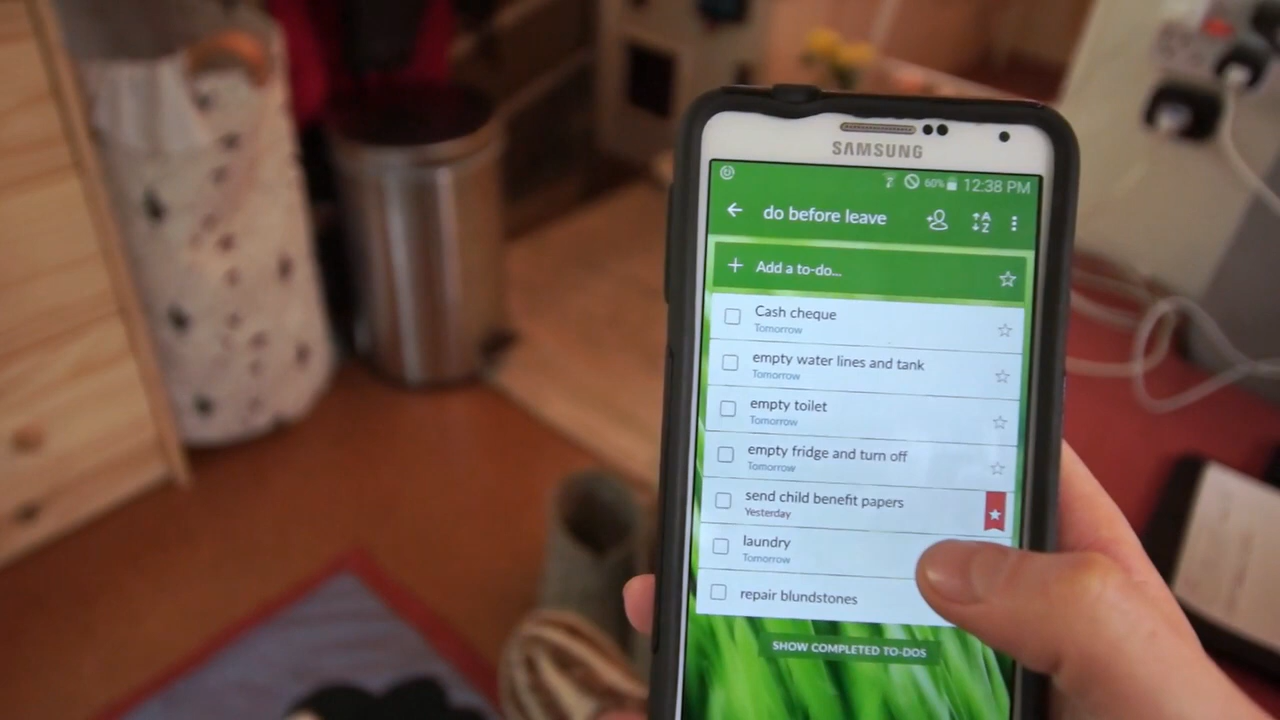 SAMSUNG
60% 12:38 PM
do before leave
Add a to-do...
Cash cheque
Tomorrow
empty water lines and tank
Tomorrow
empty toilet
Tomorrow
empty fridge and turn off
Tomorrow
send child benefit papers
Yesterday
laundry
Tomorrow
repair blundstones
SHOW COMPLETED TO-DOS